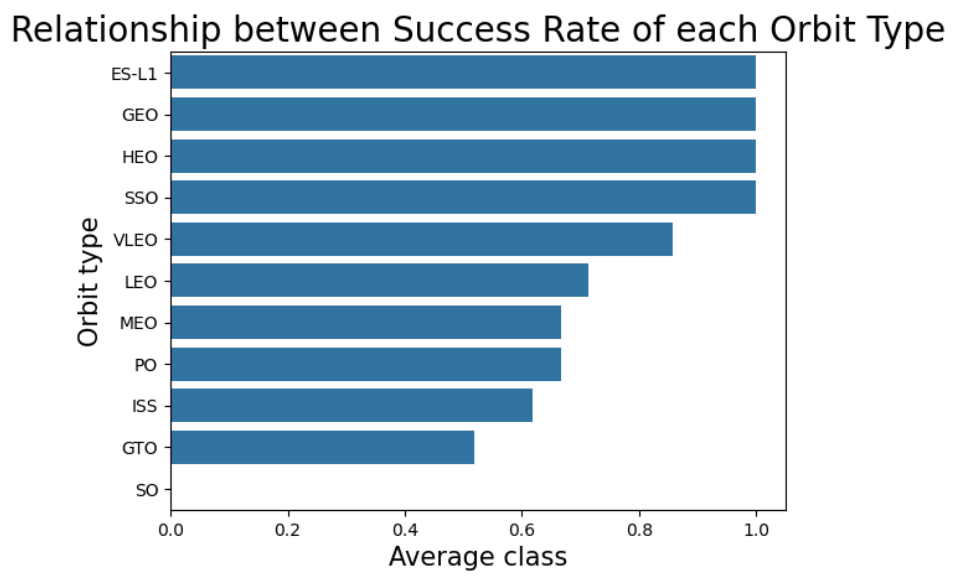 Relationship between Success Rate of each Orbit Type
Orbit type
ES-L1
GEO
HEO
SSO
VLEO
LEO
MEO
PO
ISS
GTO
SO
0.0 0.2 0.4 0.6 0.8 1.0
Average class